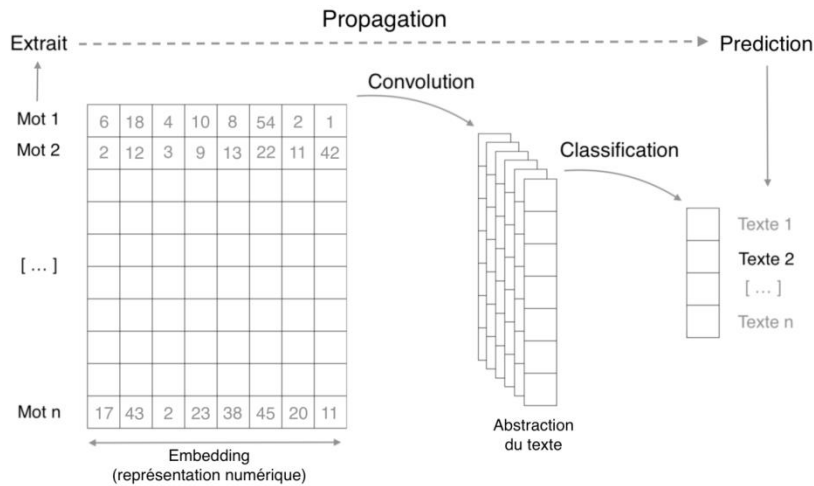 Propagation
Extrait
Prediction
Convolution
Mot 1 6 18 4 10 8 54 2 1
Mot 2 2 12 3 9 13 22 11 42
Classification
Texte 1
Texte 2
[ ... ]
[ ... ]
Texte n
Mot n 17 43 2 23 38 45 20 11
Abstraction
du texte
Embedding
(représentation numérique)